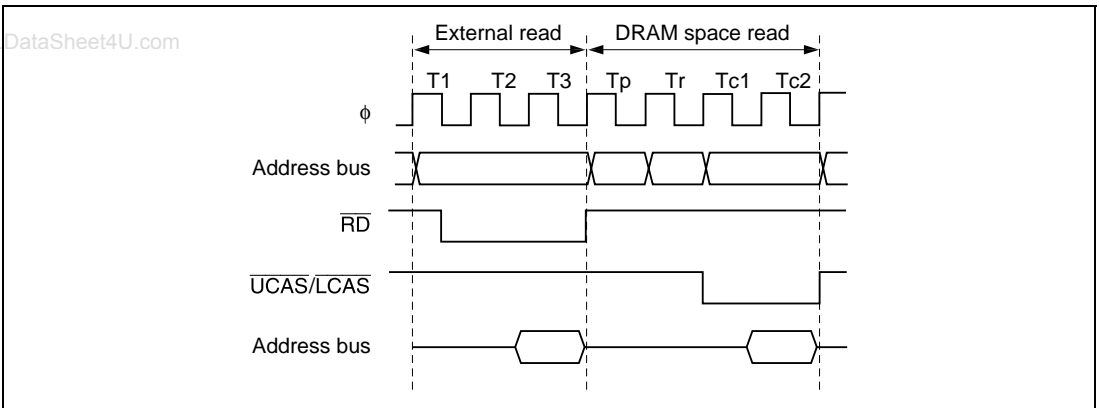 DataSheet4U.com
External read DRAM space read
T1 T2 T3 Tp Tr Tc1 Tc2
ϕ
Address bus
RD
UCAS/LCAS
Address bus